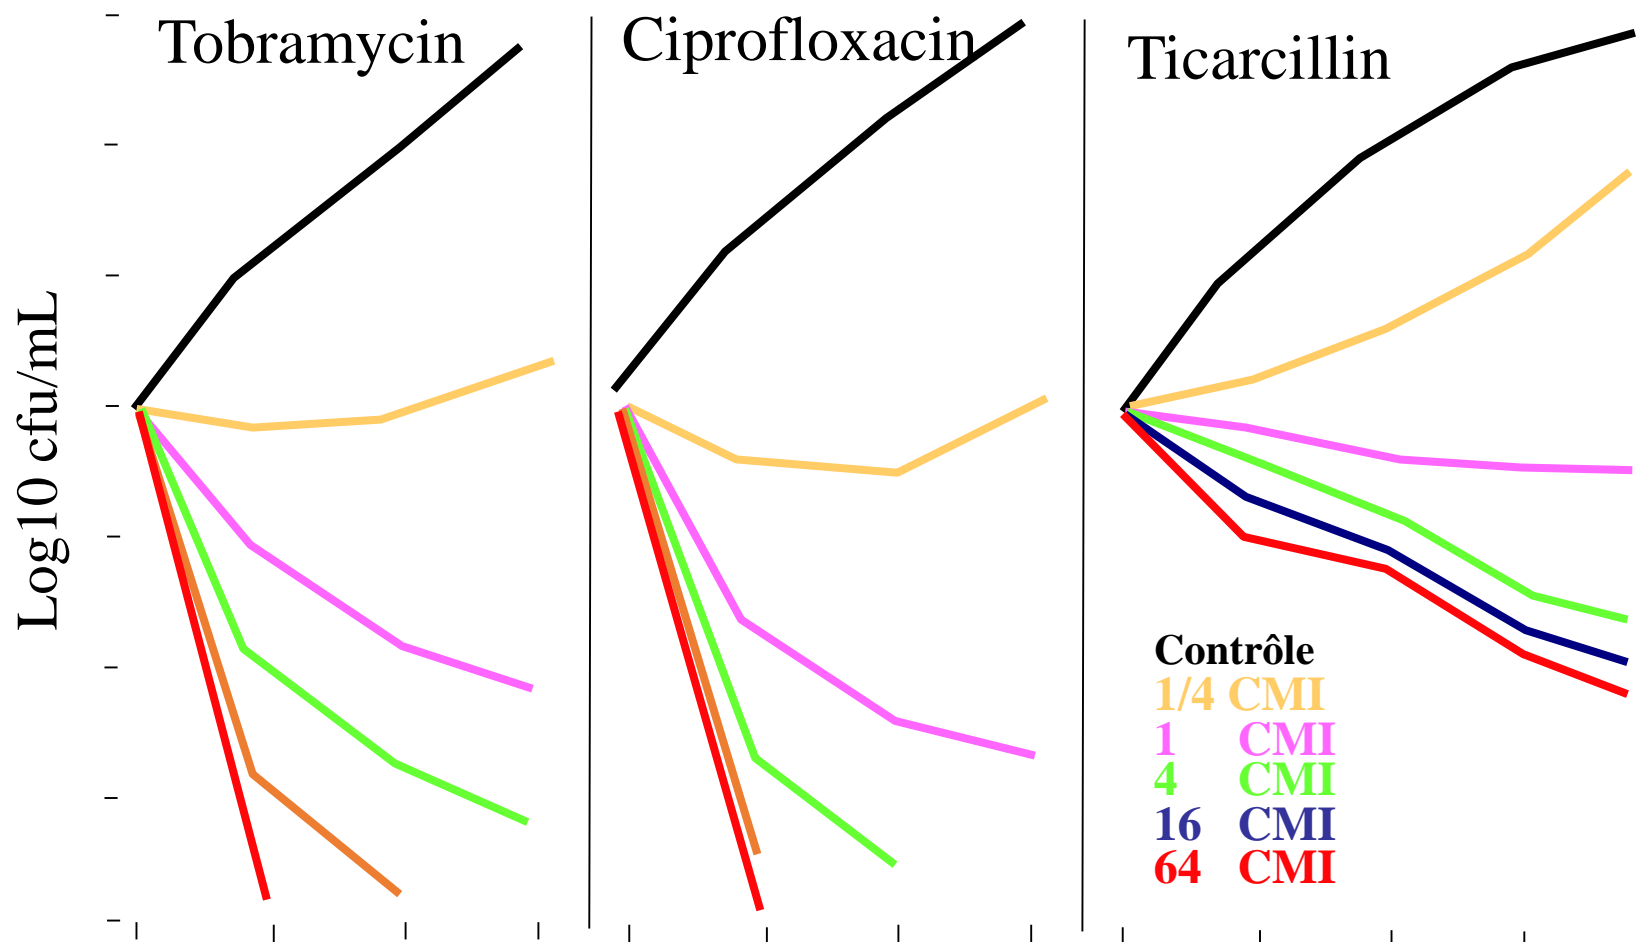 Tobramycin
Ciprofloxacin
Ticarcillin
Log10 cfu/mL
Contrôle
1/4 CMI
1 CMI
4 CMI
16 CMI
64 CMI